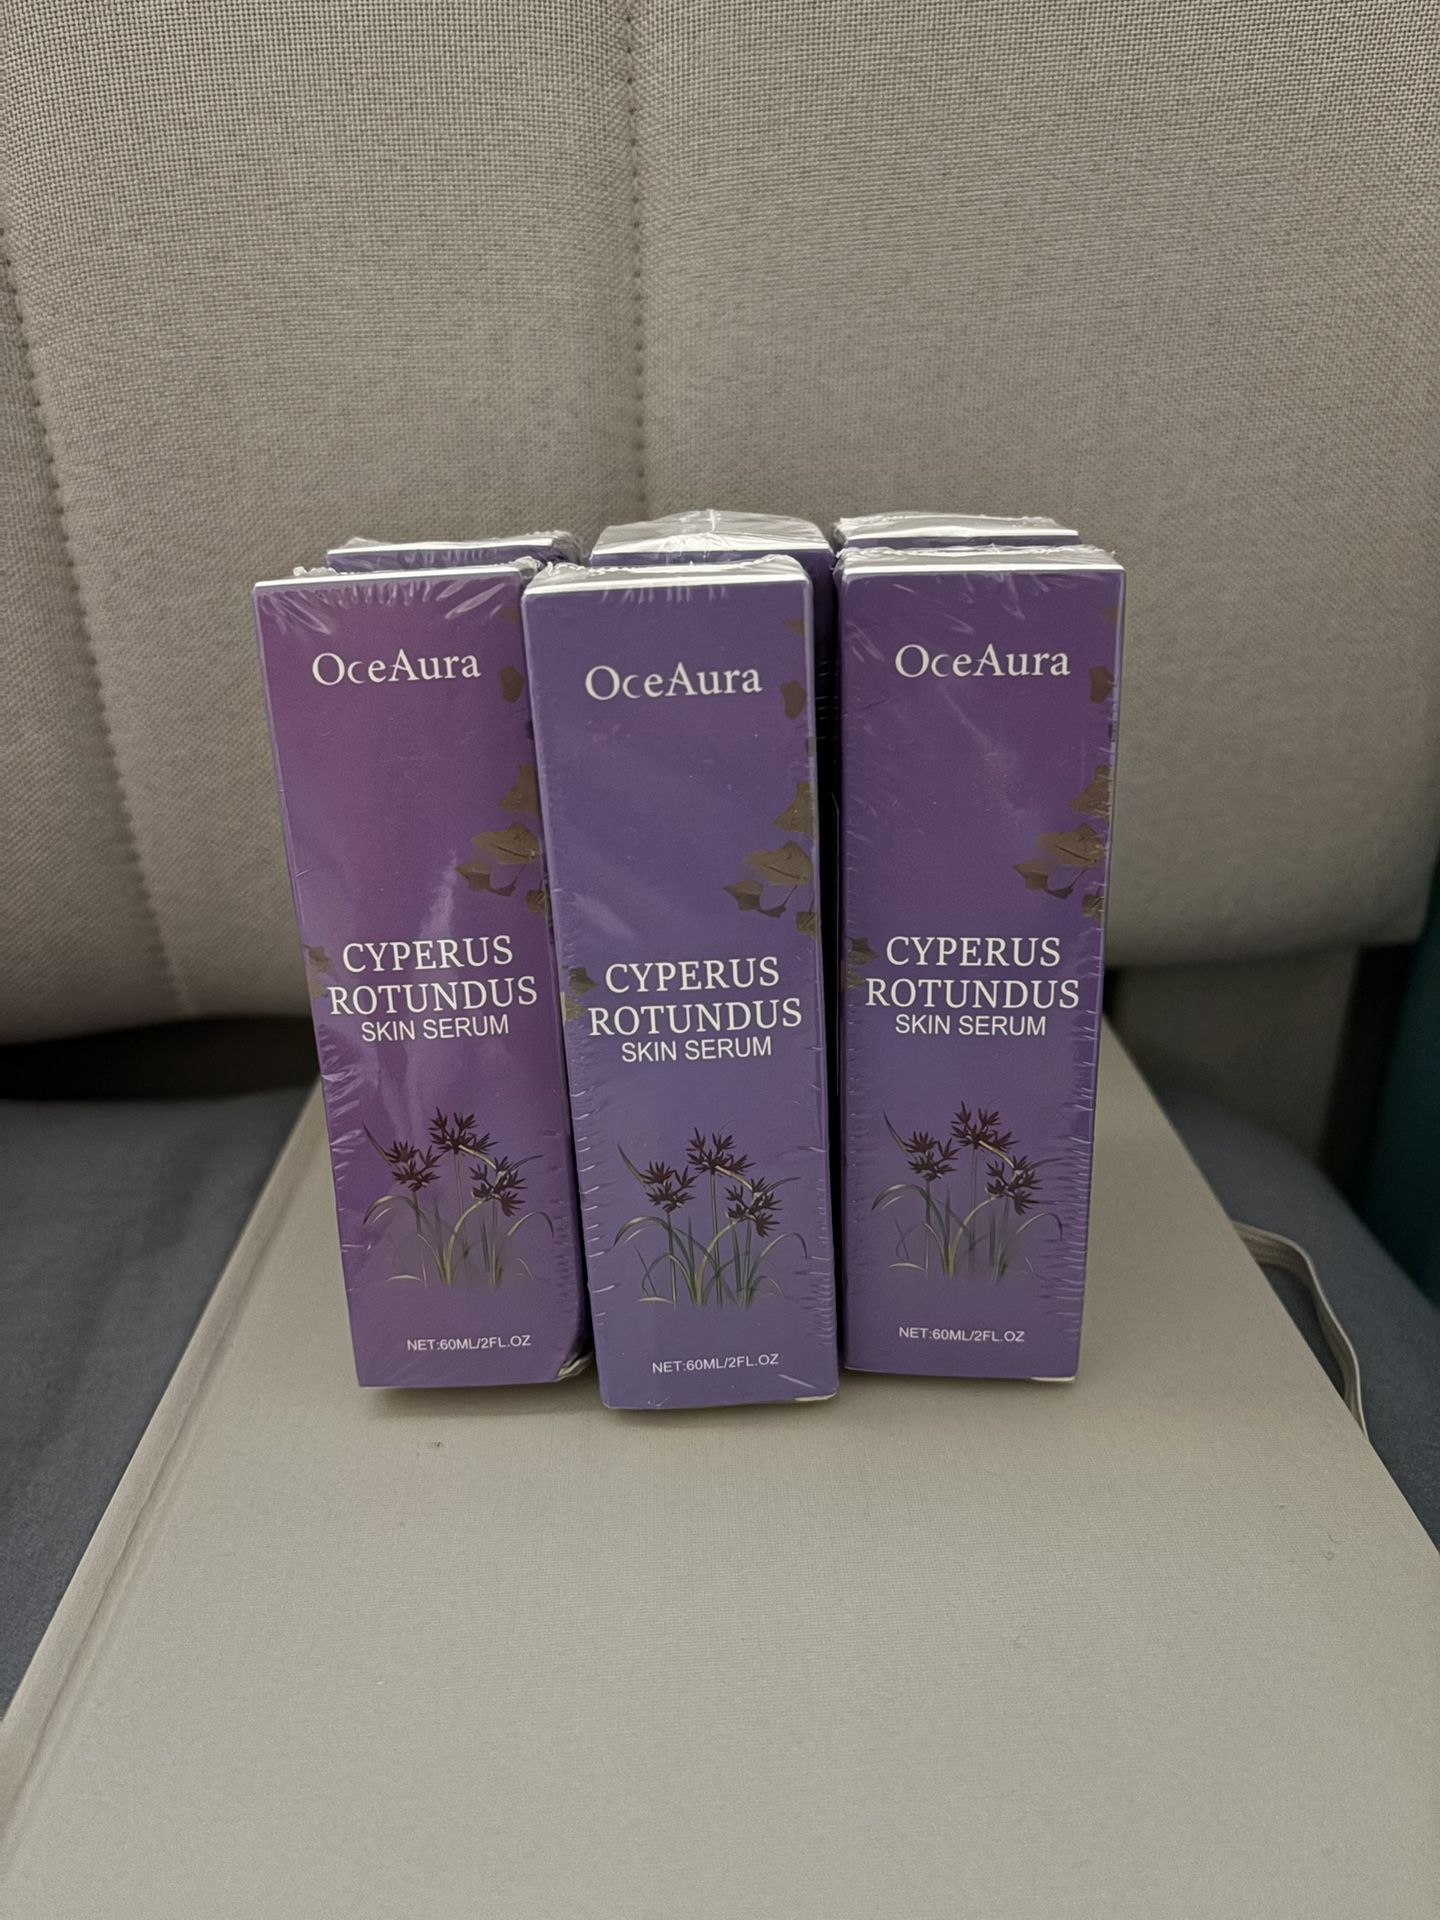 OceAura
CYPERUS
ROTUNDUS
SKIN SERUM
NET:60ML/2FL.OZ
OceAura
CYPERUS
ROTUNDUS
SKIN SERUM
NET:60ML/2FL.OZ
OceAura
CYPERUS
ROTUNDUS
SKIN SERUM
NET:60ML/2FL.OZ